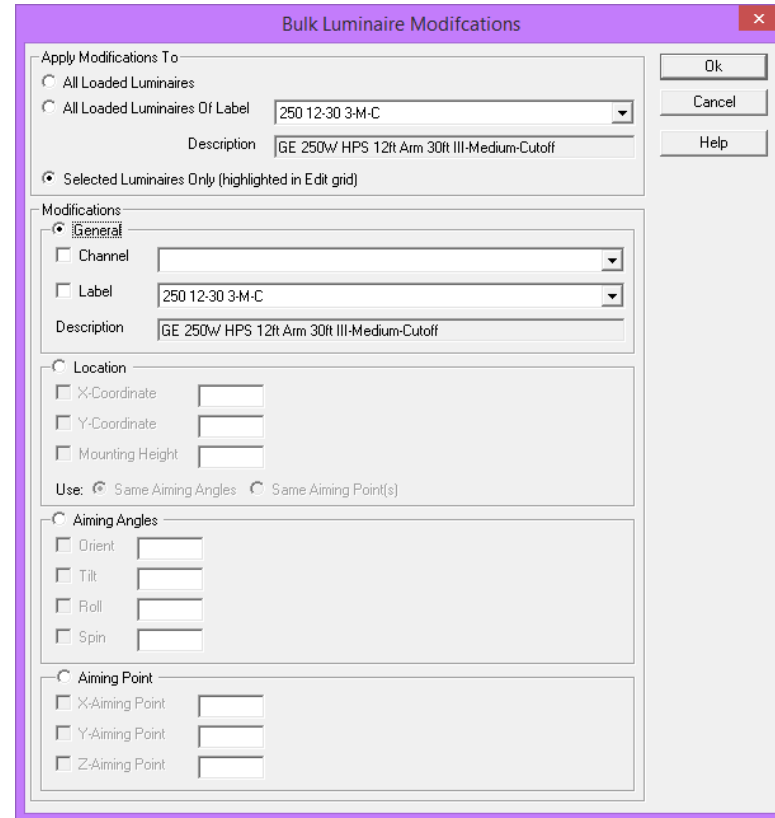 Bulk Luminaire Modifcations
×
Apply Modifications To
All Loaded Luminaires
All Loaded Luminaires Of Label 250 12-30 3-M-C
Description GE 250W HPS 12ft Arm 30ft III-Medium-Cutoff
Selected Luminaires Only (highlighted in Edit grid)
Ok
Cancel
Help
Modifications
General
Channel
Label 250 12-30 3-M-C
Description GE 250W HPS 12ft Arm 30ft III-Medium-Cutoff
Location
X-Coordinate
Y-Coordinate
Mounting Height
Use: Same Aiming Angles Same Aiming Point(s)
Aiming Angles
Orient
Tilt
Roll
Spin
Aiming Point
X-Aiming Point
Y-Aiming Point
Z-Aiming Point